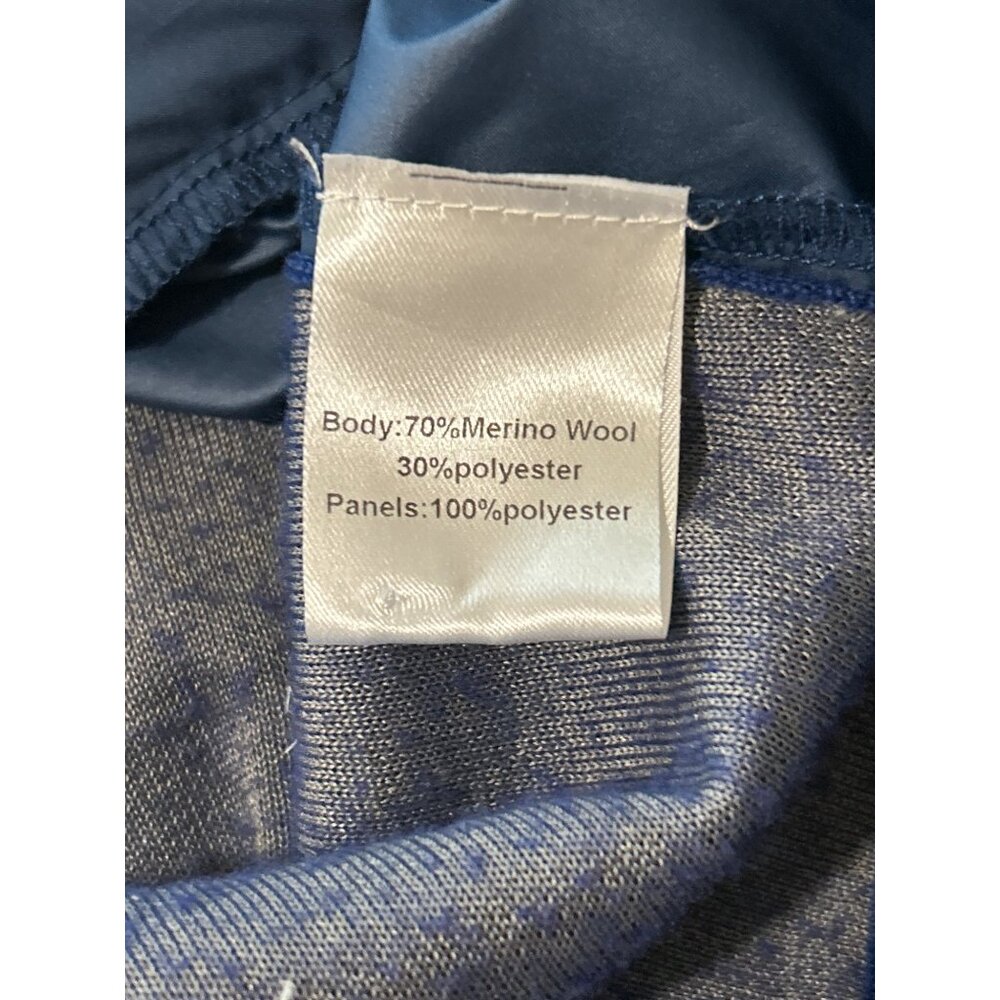 Body:70%Merino Wool
30%polyester
Panels:100%polyester